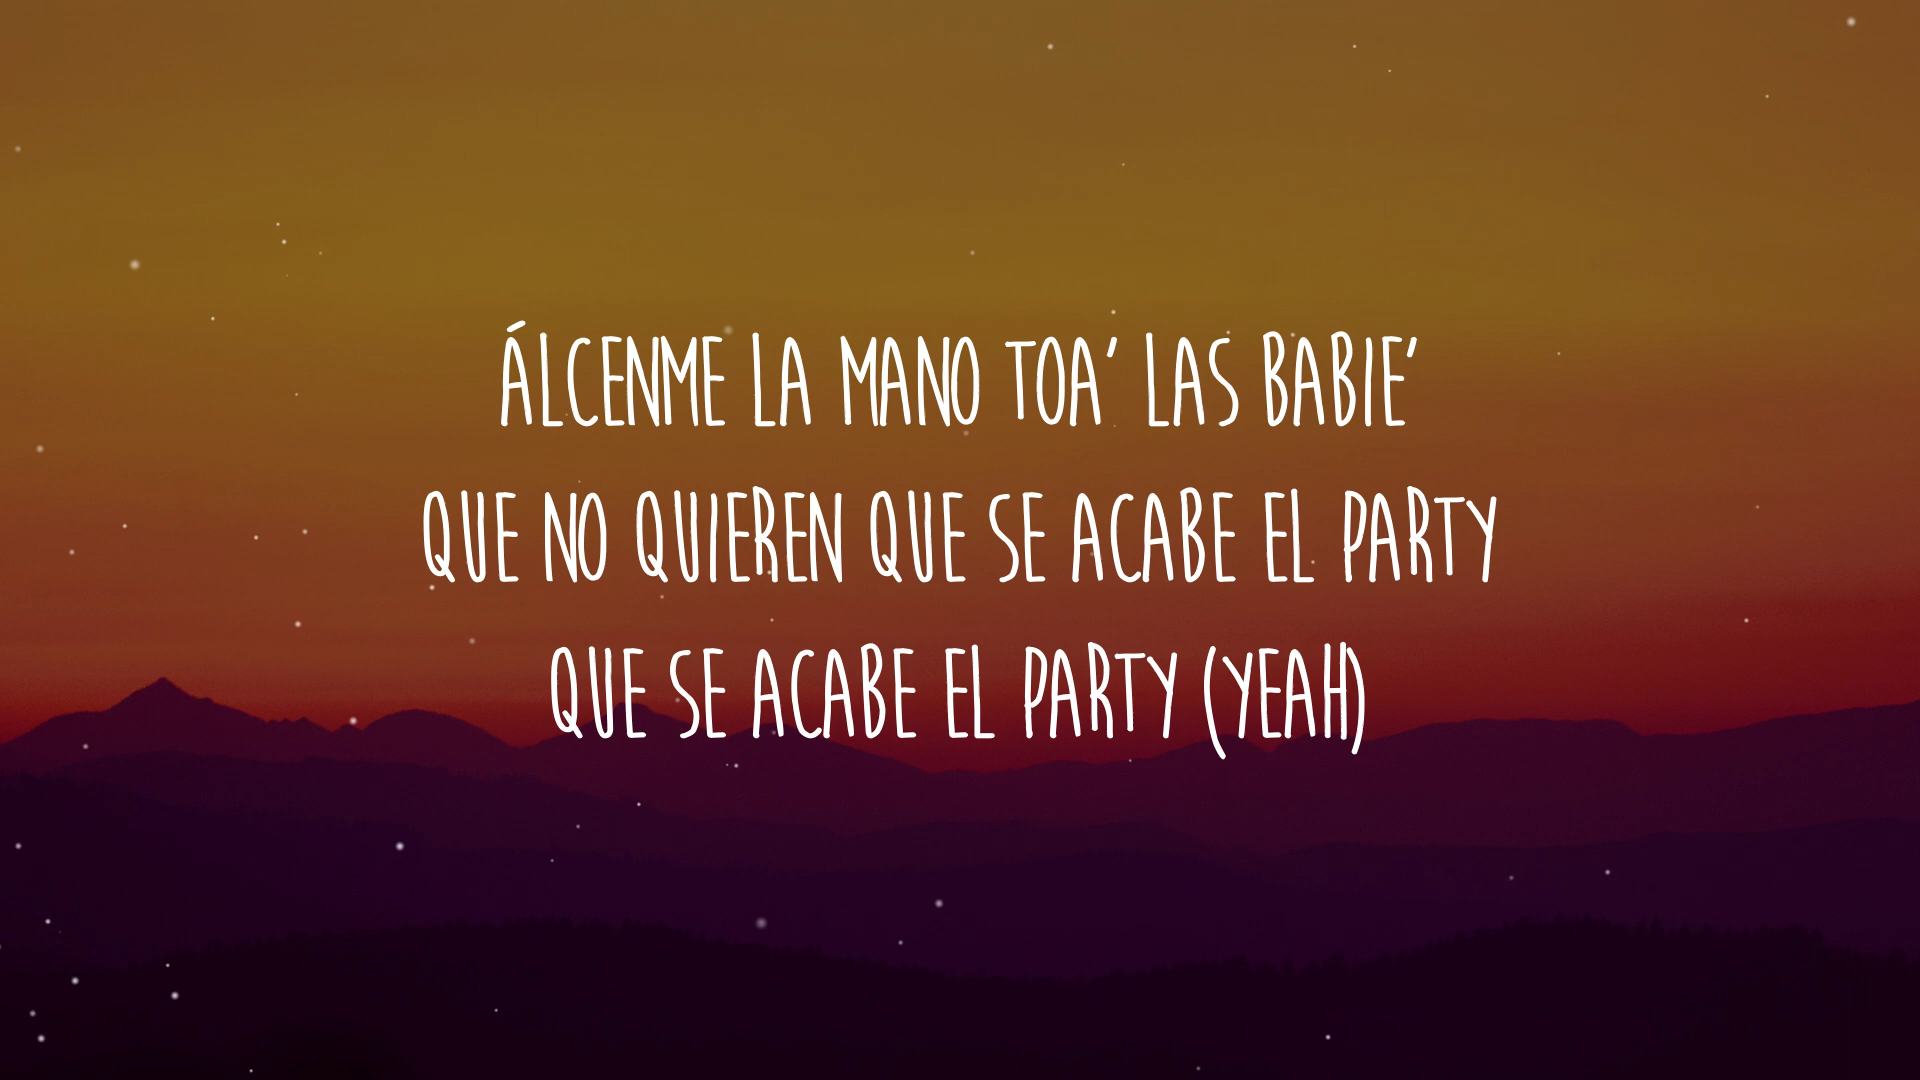 ÁLCENME LA MANO TOA' LAS BABIE'
QUE NO QUIEREN QUE SE ACABE EL PARTY
QUE SE ACABE EL PARTY (YEAH)